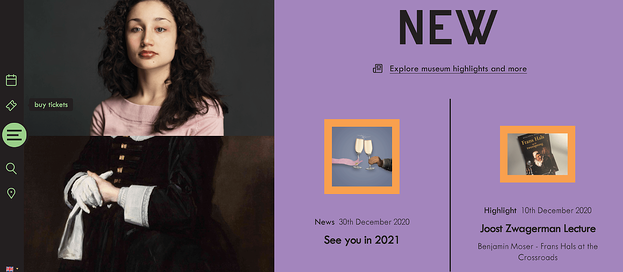 buy tickets
NEW
Explore museum highlights and more
News 30th December 2020
See you in 2021
Frans Hals
Highlight 10th December 2020
Joost Zwagerman Lecture
Benjamin Moser - Frans Hals at the
Crossroads